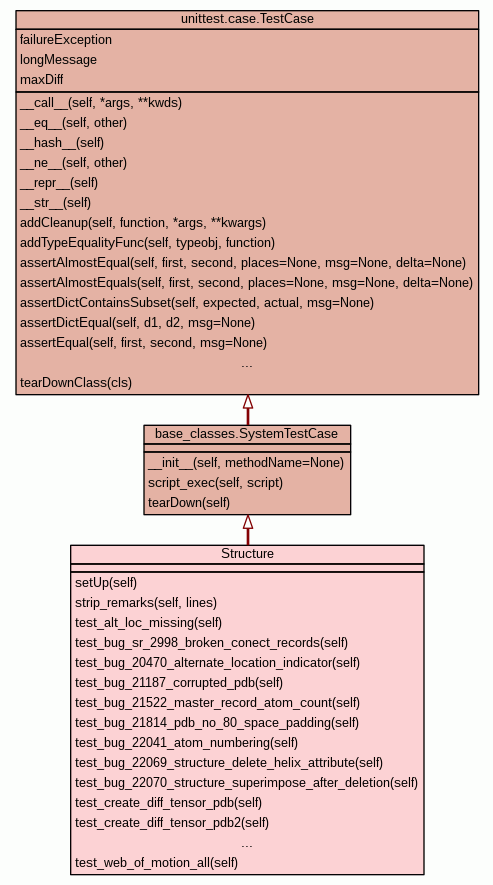 unittest.case.TestCase
failureException
longMessage
maxDiff
__call__(self, *args, **kwds)
__eq__(self, other)
__hash__(self)
__ne__(self, other)
__repr__(self)
__str__(self)
addCleanup(self, function, *args, **kwargs)
addTypeEqualityFunc(self, typeobj, function)
assertAlmostEqual(self, first, second, places=None, msg=None, delta=None)
assertAlmostEquals(self, first, second, places=None, msg=None, delta=None)
assertDictContainsSubset(self, expected, actual, msg=None)
assertDictEqual(self, d1, d2, msg=None)
assertEqual(self, first, second, msg=None)
...
tearDownClass(cls)
base_classes.SystemTestCase
__init__(self, methodName=None)
script_exec(self, script)
tearDown(self)
Structure
setUp(self)
strip_remarks(self, lines)
test_alt_loc_missing(self)
test_bug_sr_2998_broken_conect_records(self)
test_bug_20470_alternate_location_indicator(self)
test_bug_21187_corrupted_pdb(self)
test_bug_21522_master_record_atom_count(self)
test_bug_21814_pdb_no_80_space_padding(self)
test_bug_22041_atom_numbering(self)
test_bug_22069_structure_delete_helix_attribute(self)
test_bug_22070_structure_superimpose_after_deletion(self)
test_create_diff_tensor_pdb(self)
test_create_diff_tensor_pdb2(self)
...
test_web_of_motion_all(self)